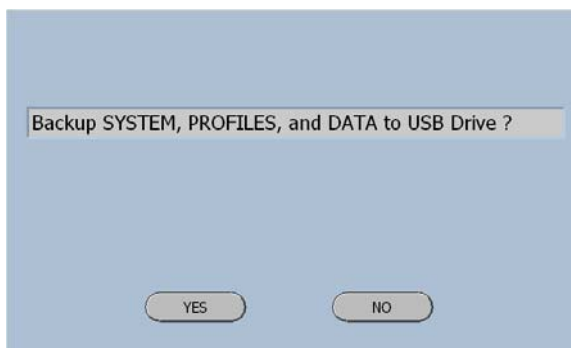 Backup SYSTEM, PROFILES, and DATA to USB Drive ?
YES
NO